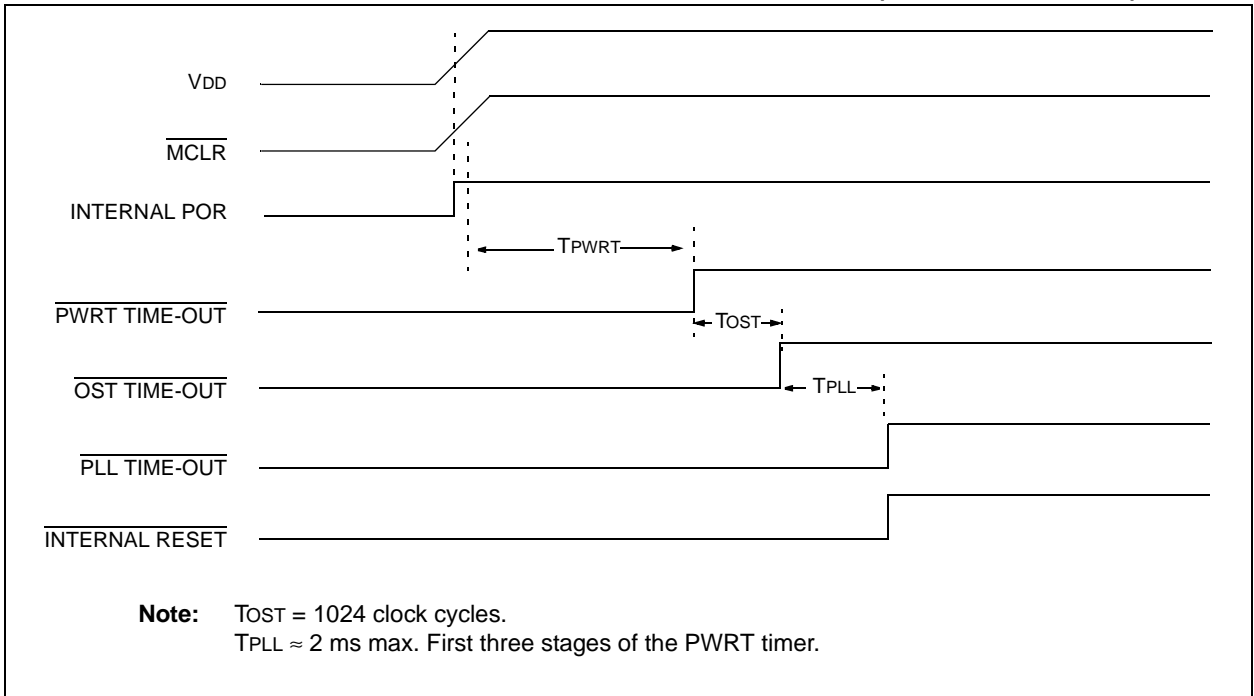 VDD
MCLR
INTERNAL POR
TPWRT
PWRT TIME-OUT
TOST
OST TIME-OUT
TPLL
PLL TIME-OUT
INTERNAL RESET
Note: TOST = 1024 clock cycles.
TPLL ≈ 2 ms max. First three stages of the PWRT timer.